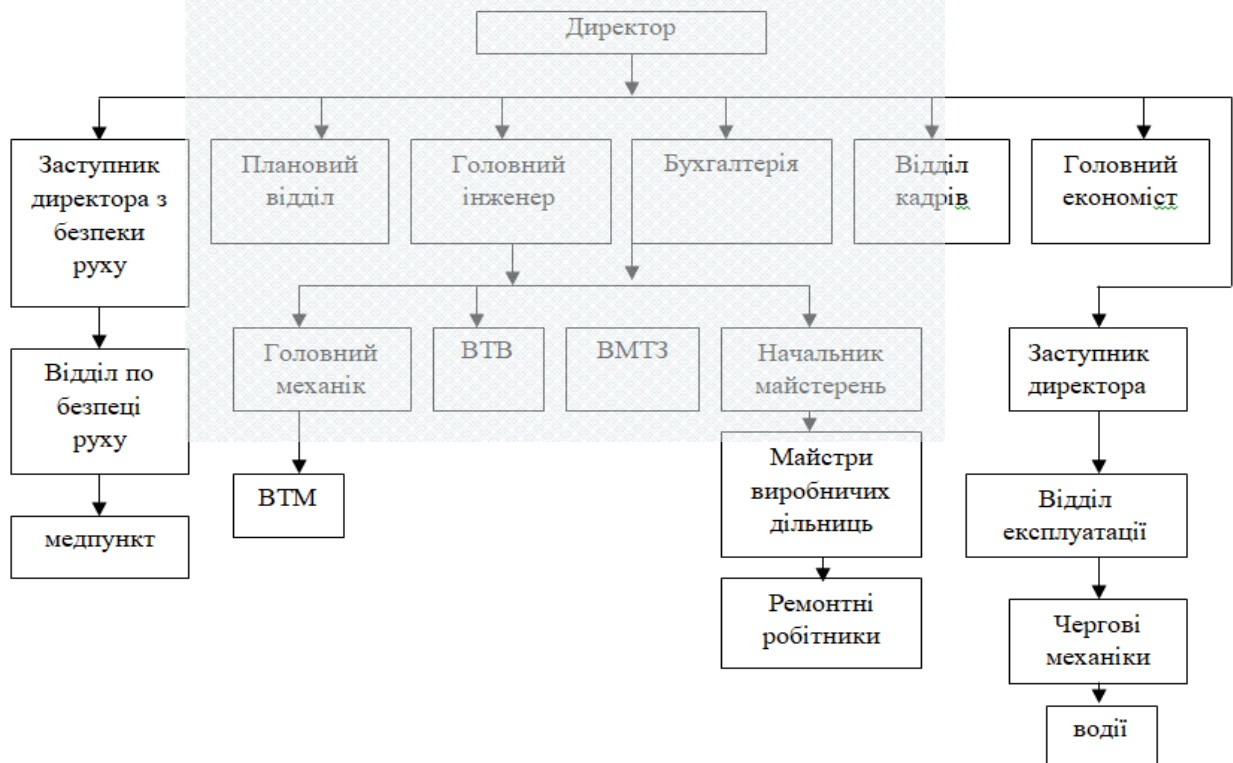 Директор
Заступник
директора з
безпеки
руху
Плановий
відділ
Головний
інженер
Бухгалтерія
Відділ
кадрів
Головний
економіст
Головний
механік
ВТВ
ВМТЗ
Начальник
майстерень
Заступник
директора
Відділ по
безпеці
руху
Майстри
виробничих
дільниць
ВТМ
Відділ
експлуатації
медпункт
Ремонтні
робітники
Чергові
механіки
водії